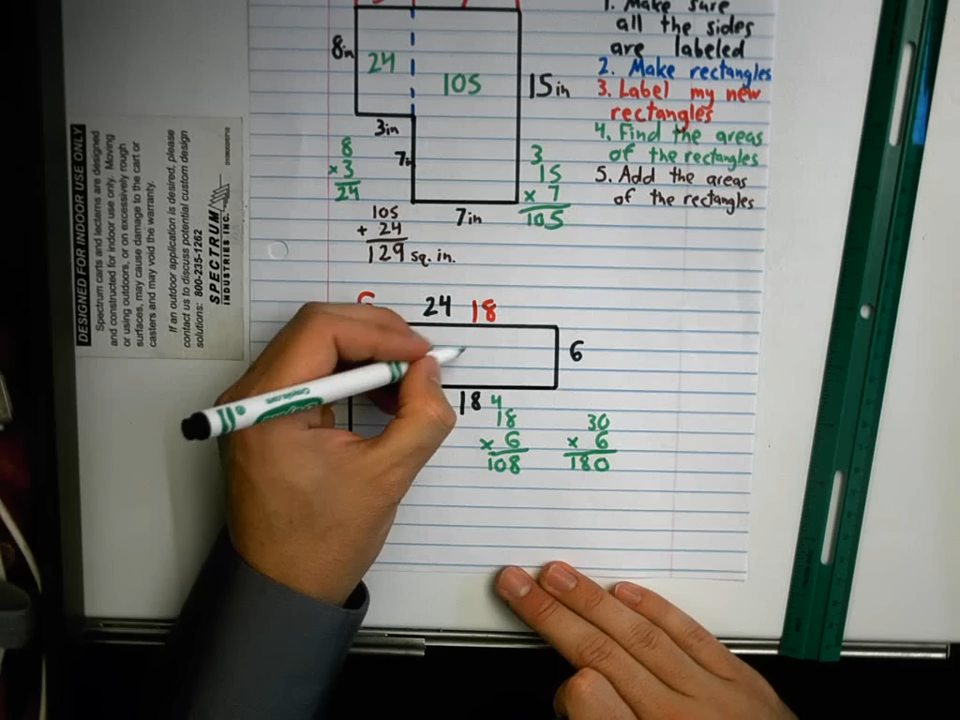 1. Make sure
all the sides
are labeled
2. Make rectangles
3. Label my new
rectangles
4. Find the areas
of the rectangles
5. Add the areas
of the rectangles
8in
24
105
15in
3in
7in
8
× 3
24
3
15
× 7
105
105
+ 24
129 sq. in.
24 18
6
18
4
18
× 6
108
30
× 6
180
DESIGNED FOR INDOOR USE ONLY
Spectrum carts and lecterns are designed
and constructed for indoor use only. Moving
or using outdoors, or on excessively rough
surfaces, may cause damage to the cart or
casters and may void the warranty.
If an outdoor application is desired, please
contact us to discuss potential custom design
solutions: 800-235-1262
SPECTRUM
INDUSTRIES INC.
Crayola